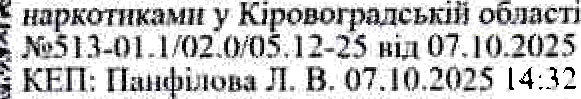 наркотиками у Кіровоградській області
№513-01.1/02.0/05.12-25 від 07.10.2025
КЕП: Панфілова Л. В. 07.10.2025 14:32